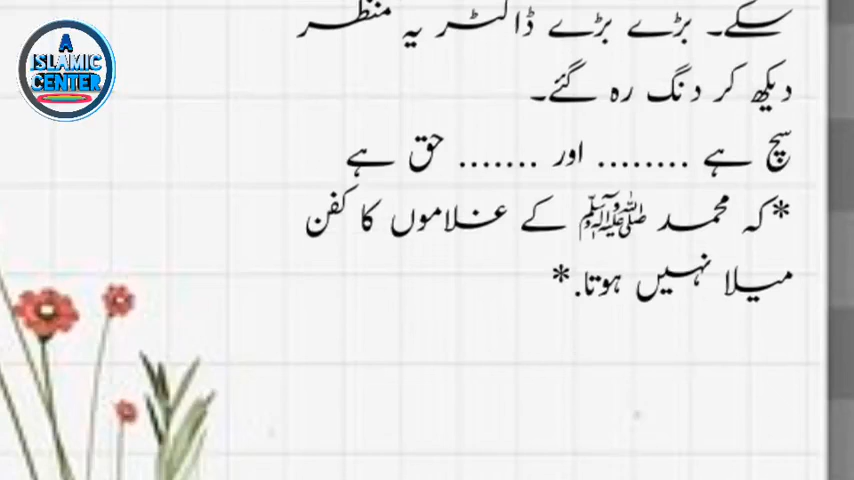 A
ISLAMIC
CENTER
سکے۔ بڑے بڑے ڈاکٹر یہ منظر
دیکھ کر دنگ رہ گئے۔
سچ ہے ........ اور ....... حق ہے
*کہ محمد ﷺ کے غلاموں کا کفن
میلا نہیں ہوتا.*